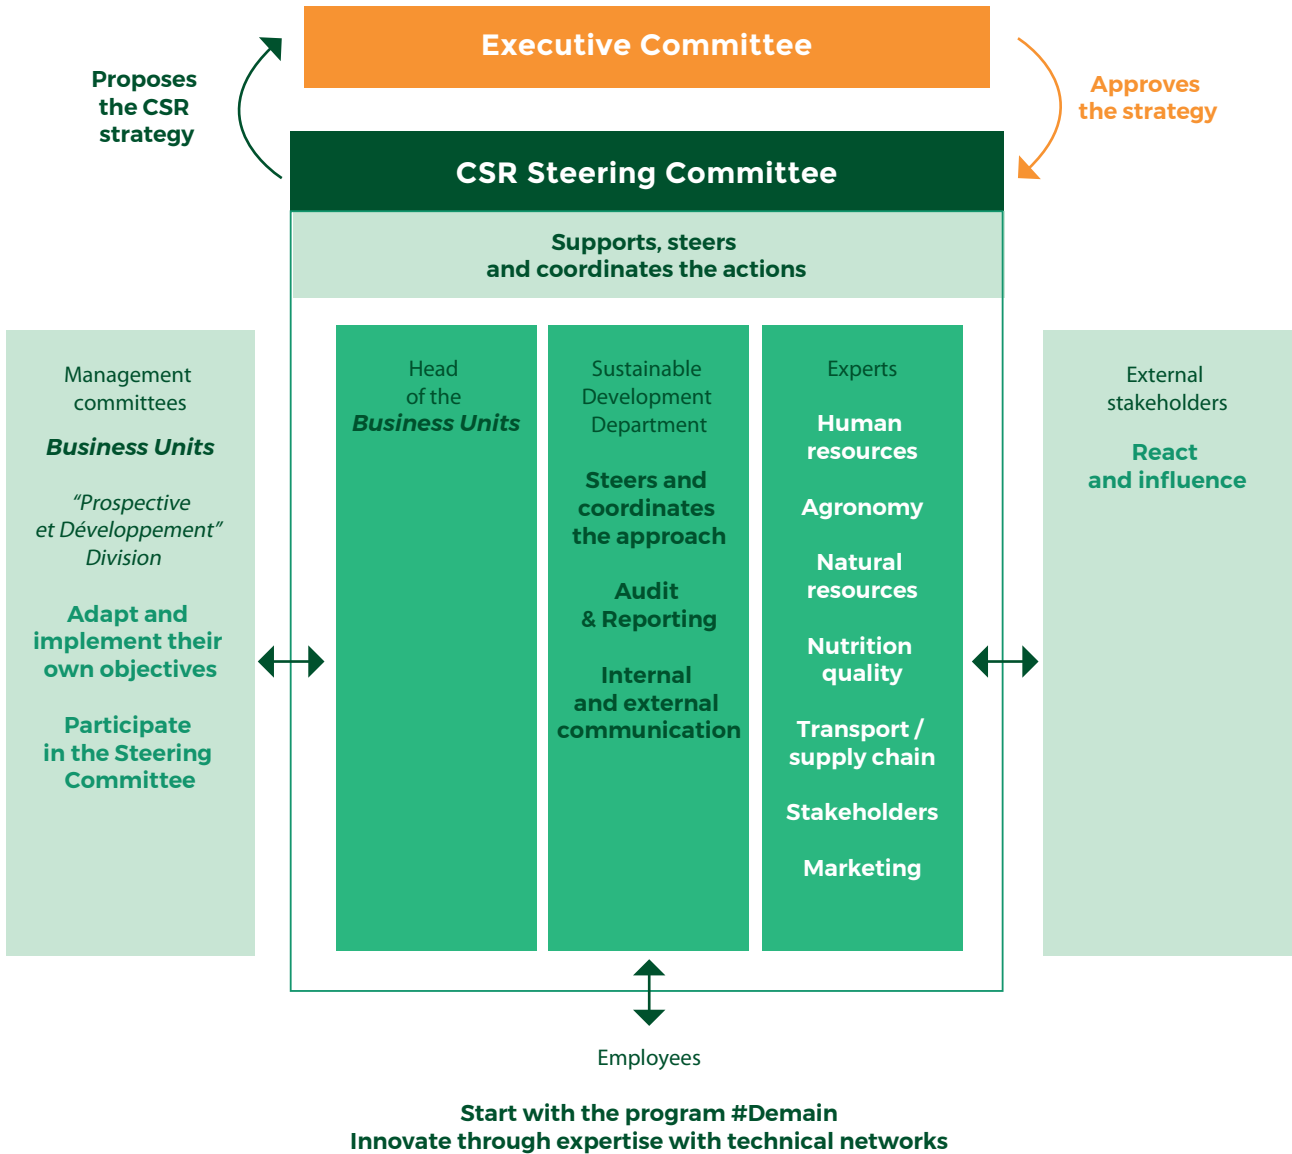 Executive Committee
Proposes
the CSR
strategy
Approves
the strategy
CSR Steering Committee
Supports, steers
and coordinates the actions
Management
committees
Business Units
“Prospective
et Développement”
Division
Adapt and
implement their
own objectives
Participate
in the Steering
Committee
Head
of the
Business Units
Sustainable
Development
Department
Steers and
coordinates
the approach
Audit
& Reporting
Internal
and external
communication
Experts
Human
resources
Agronomy
Natural
resources
Nutrition
quality
Transport /
supply chain
Stakeholders
Marketing
External
stakeholders
React
and influence
Employees
Start with the program #Demain
Innovate through expertise with technical networks